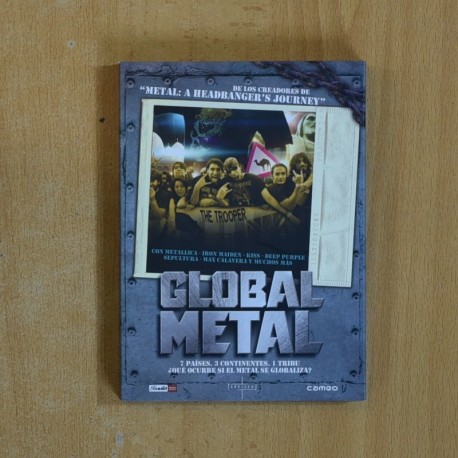 DE LOS CREADORES DE
"METAL: A HEADBANGER'S JOURNEY"
THE TROOPER
CON METALLICA · IRON MAIDEN · KISS · DEEP PURPLE
SEPULTURA · MAX CALAVERA Y MUCHOS MÁS
GLOBAL
METAL
7 PAÍSES. 3 CONTINENTES. 1 TRIBU
¿QUÉ OCURRE SI EL METAL SE GLOBALIZA?
cameo